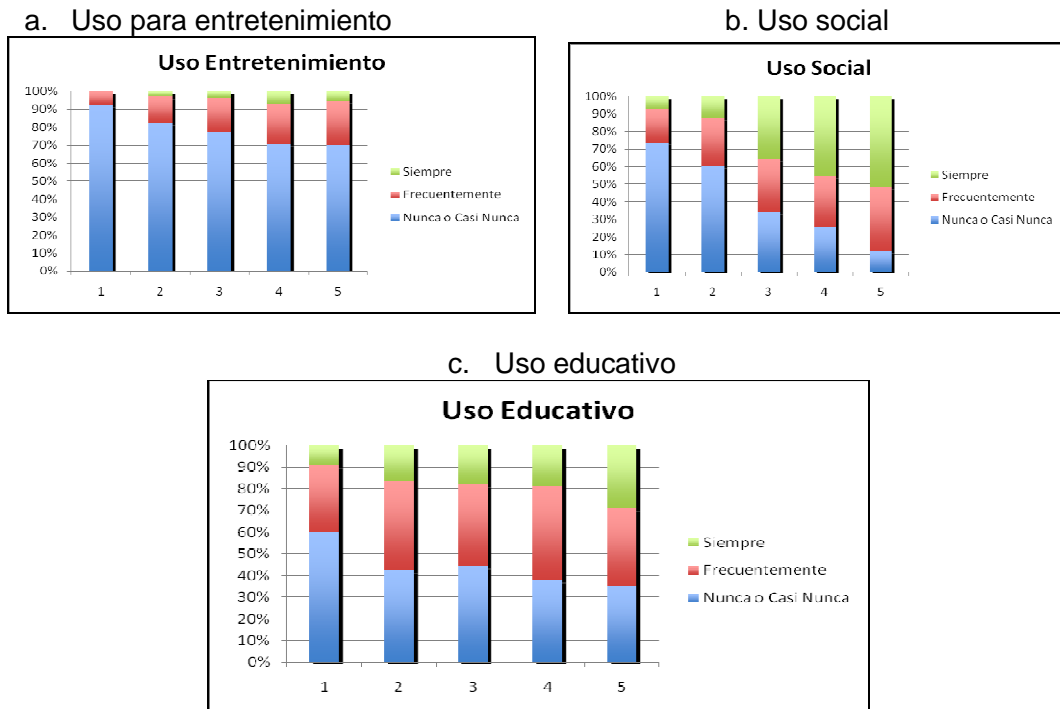 a. Uso para entretenimiento
b. Uso social
Uso Entretenimiento
100%
90%
80%
70%
60%
50%
40%
30%
20%
10%
0%
1 2 3 4 5
Siempre
Frecuentemente
Nunca o Casi Nunca
Uso Social
100%
90%
80%
70%
60%
50%
40%
30%
20%
10%
0%
1 2 3 4 5
Siempre
Frecuentemente
Nunca o Casi Nunca
c. Uso educativo
Uso Educativo
100%
90%
80%
70%
60%
50%
40%
30%
20%
10%
0%
1 2 3 4 5
Siempre
Frecuentemente
Nunca o Casi Nunca